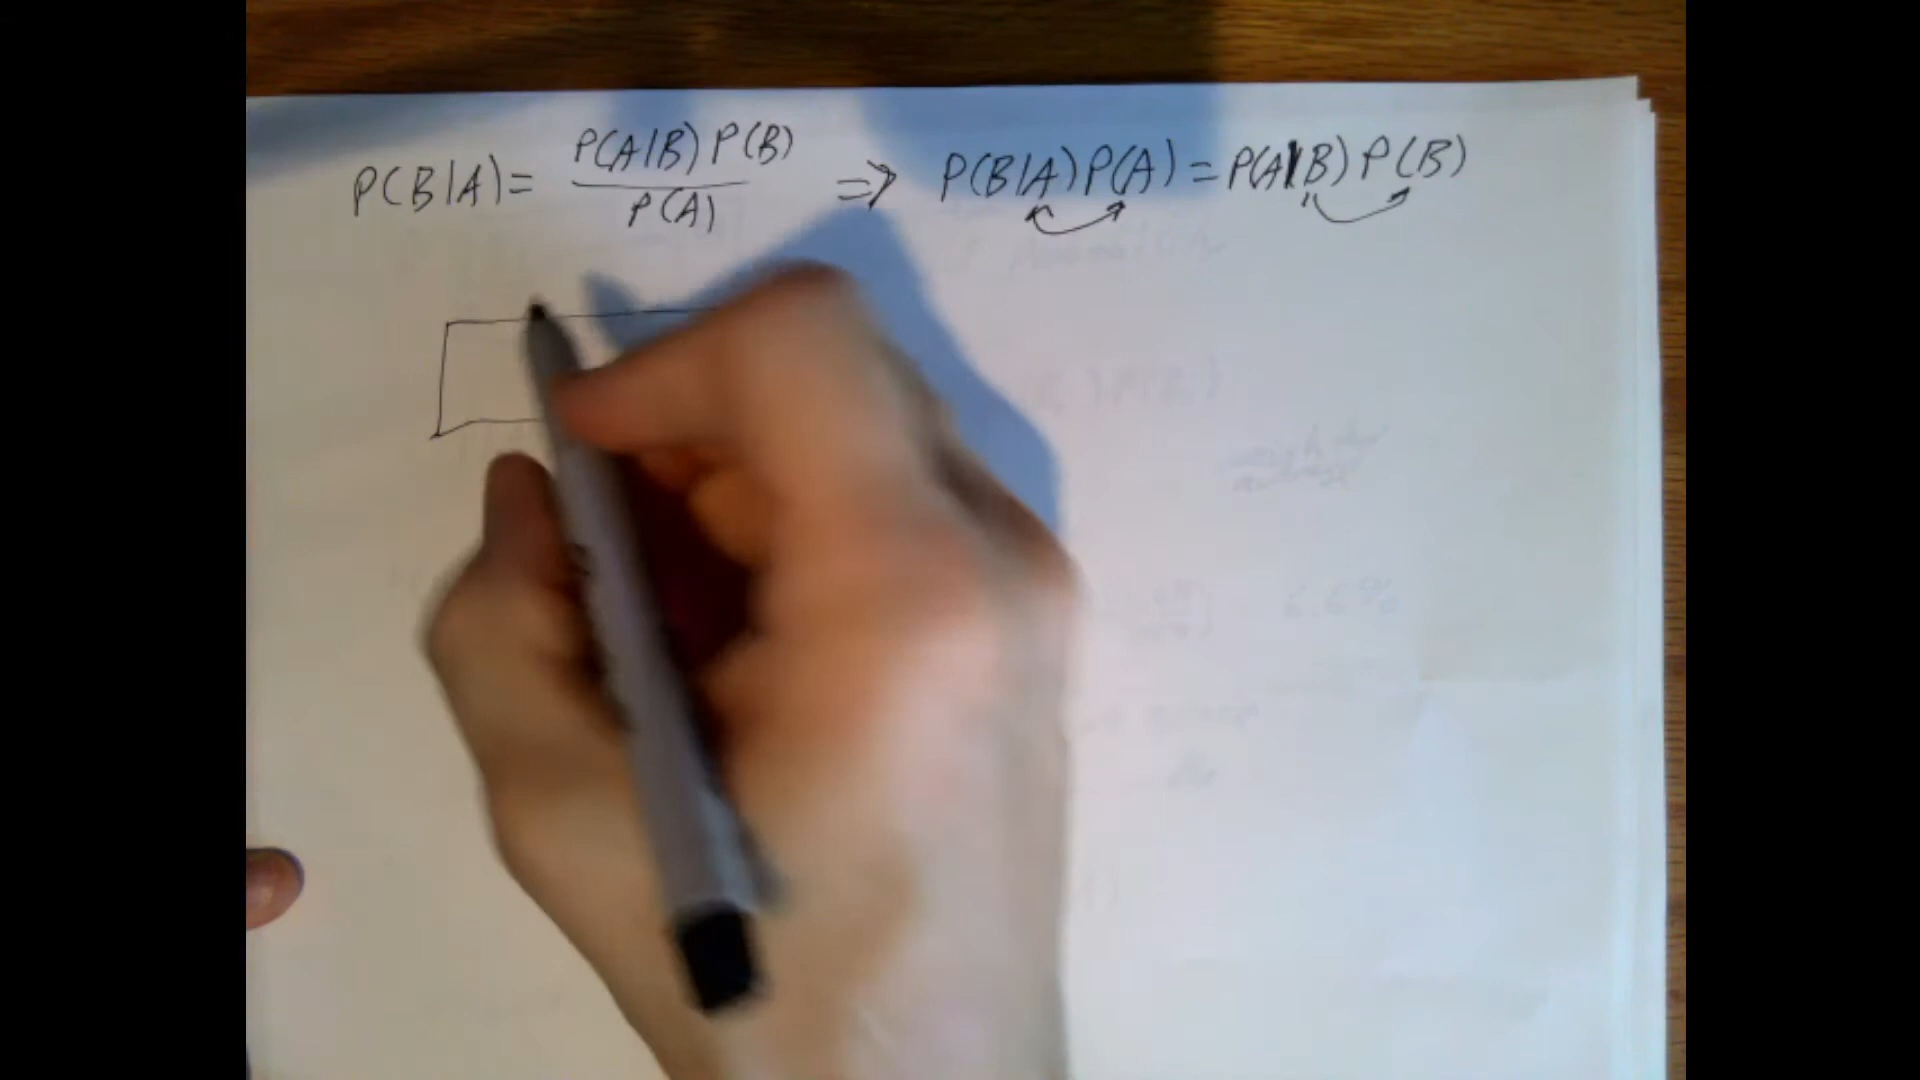 P(B|A) = P(A|B) P(B) / P(A) ⇒ P(B|A) P(A) = P(A|B) P(B)